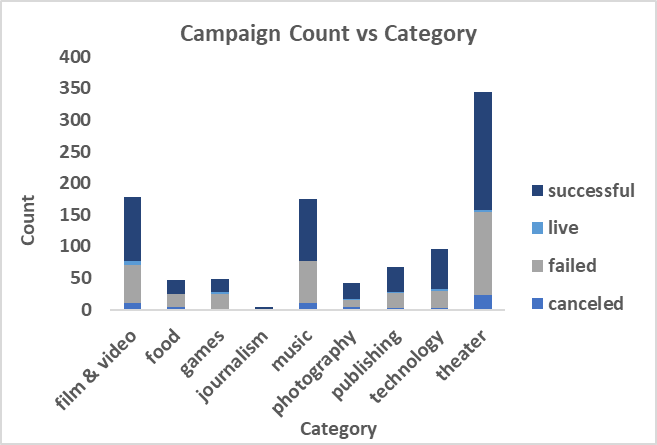 Campaign Count vs Category
400
350
300
250
200
150
100
50
0
Count
film & video
food
games
journalism
music
photography
publishing
technology
theater
Category
successful
live
failed
canceled